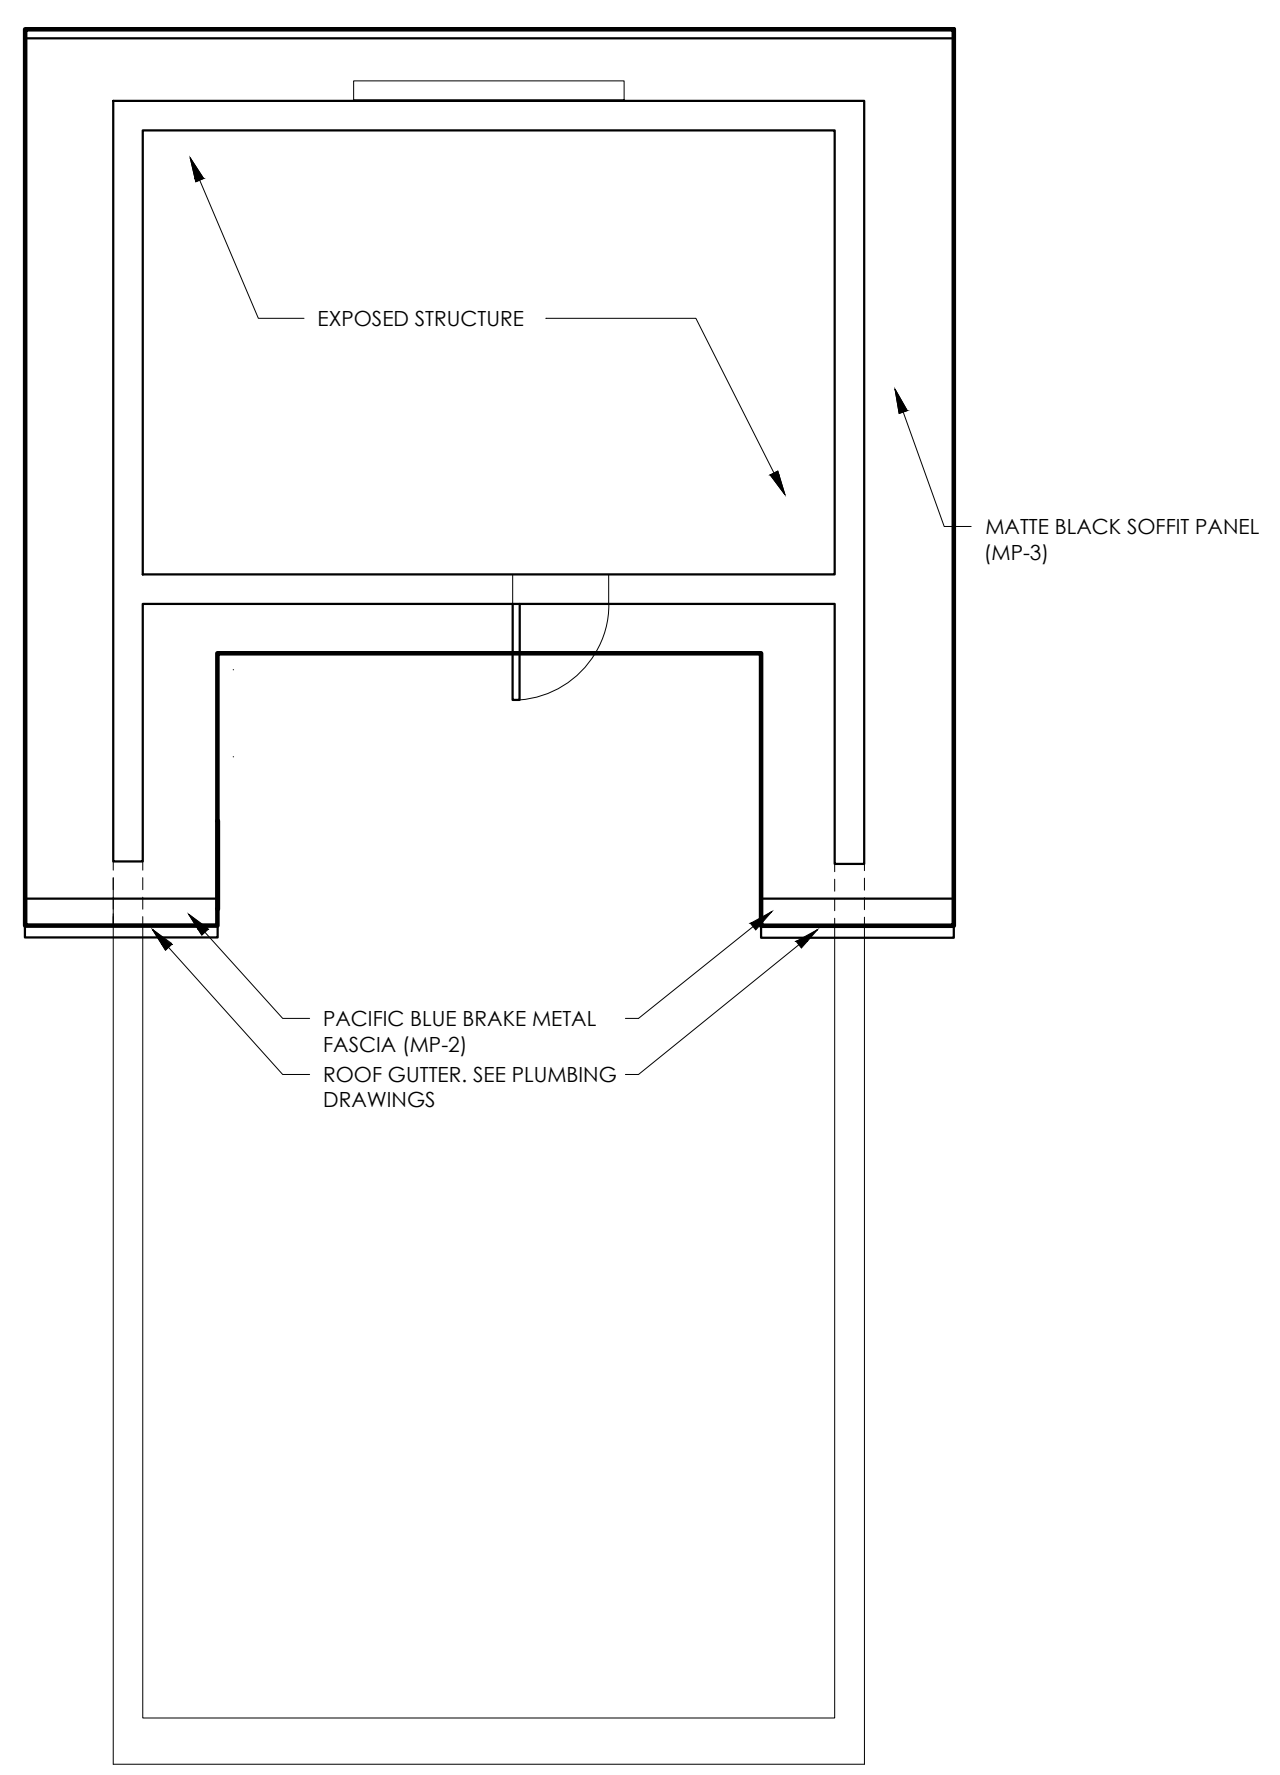 EXPOSED STRUCTURE
MATTE BLACK SOFFIT PANEL
(MP-3)
PACIFIC BLUE BRAKE METAL
FASCIA (MP-2)
ROOF GUTTER. SEE PLUMBING
DRAWINGS